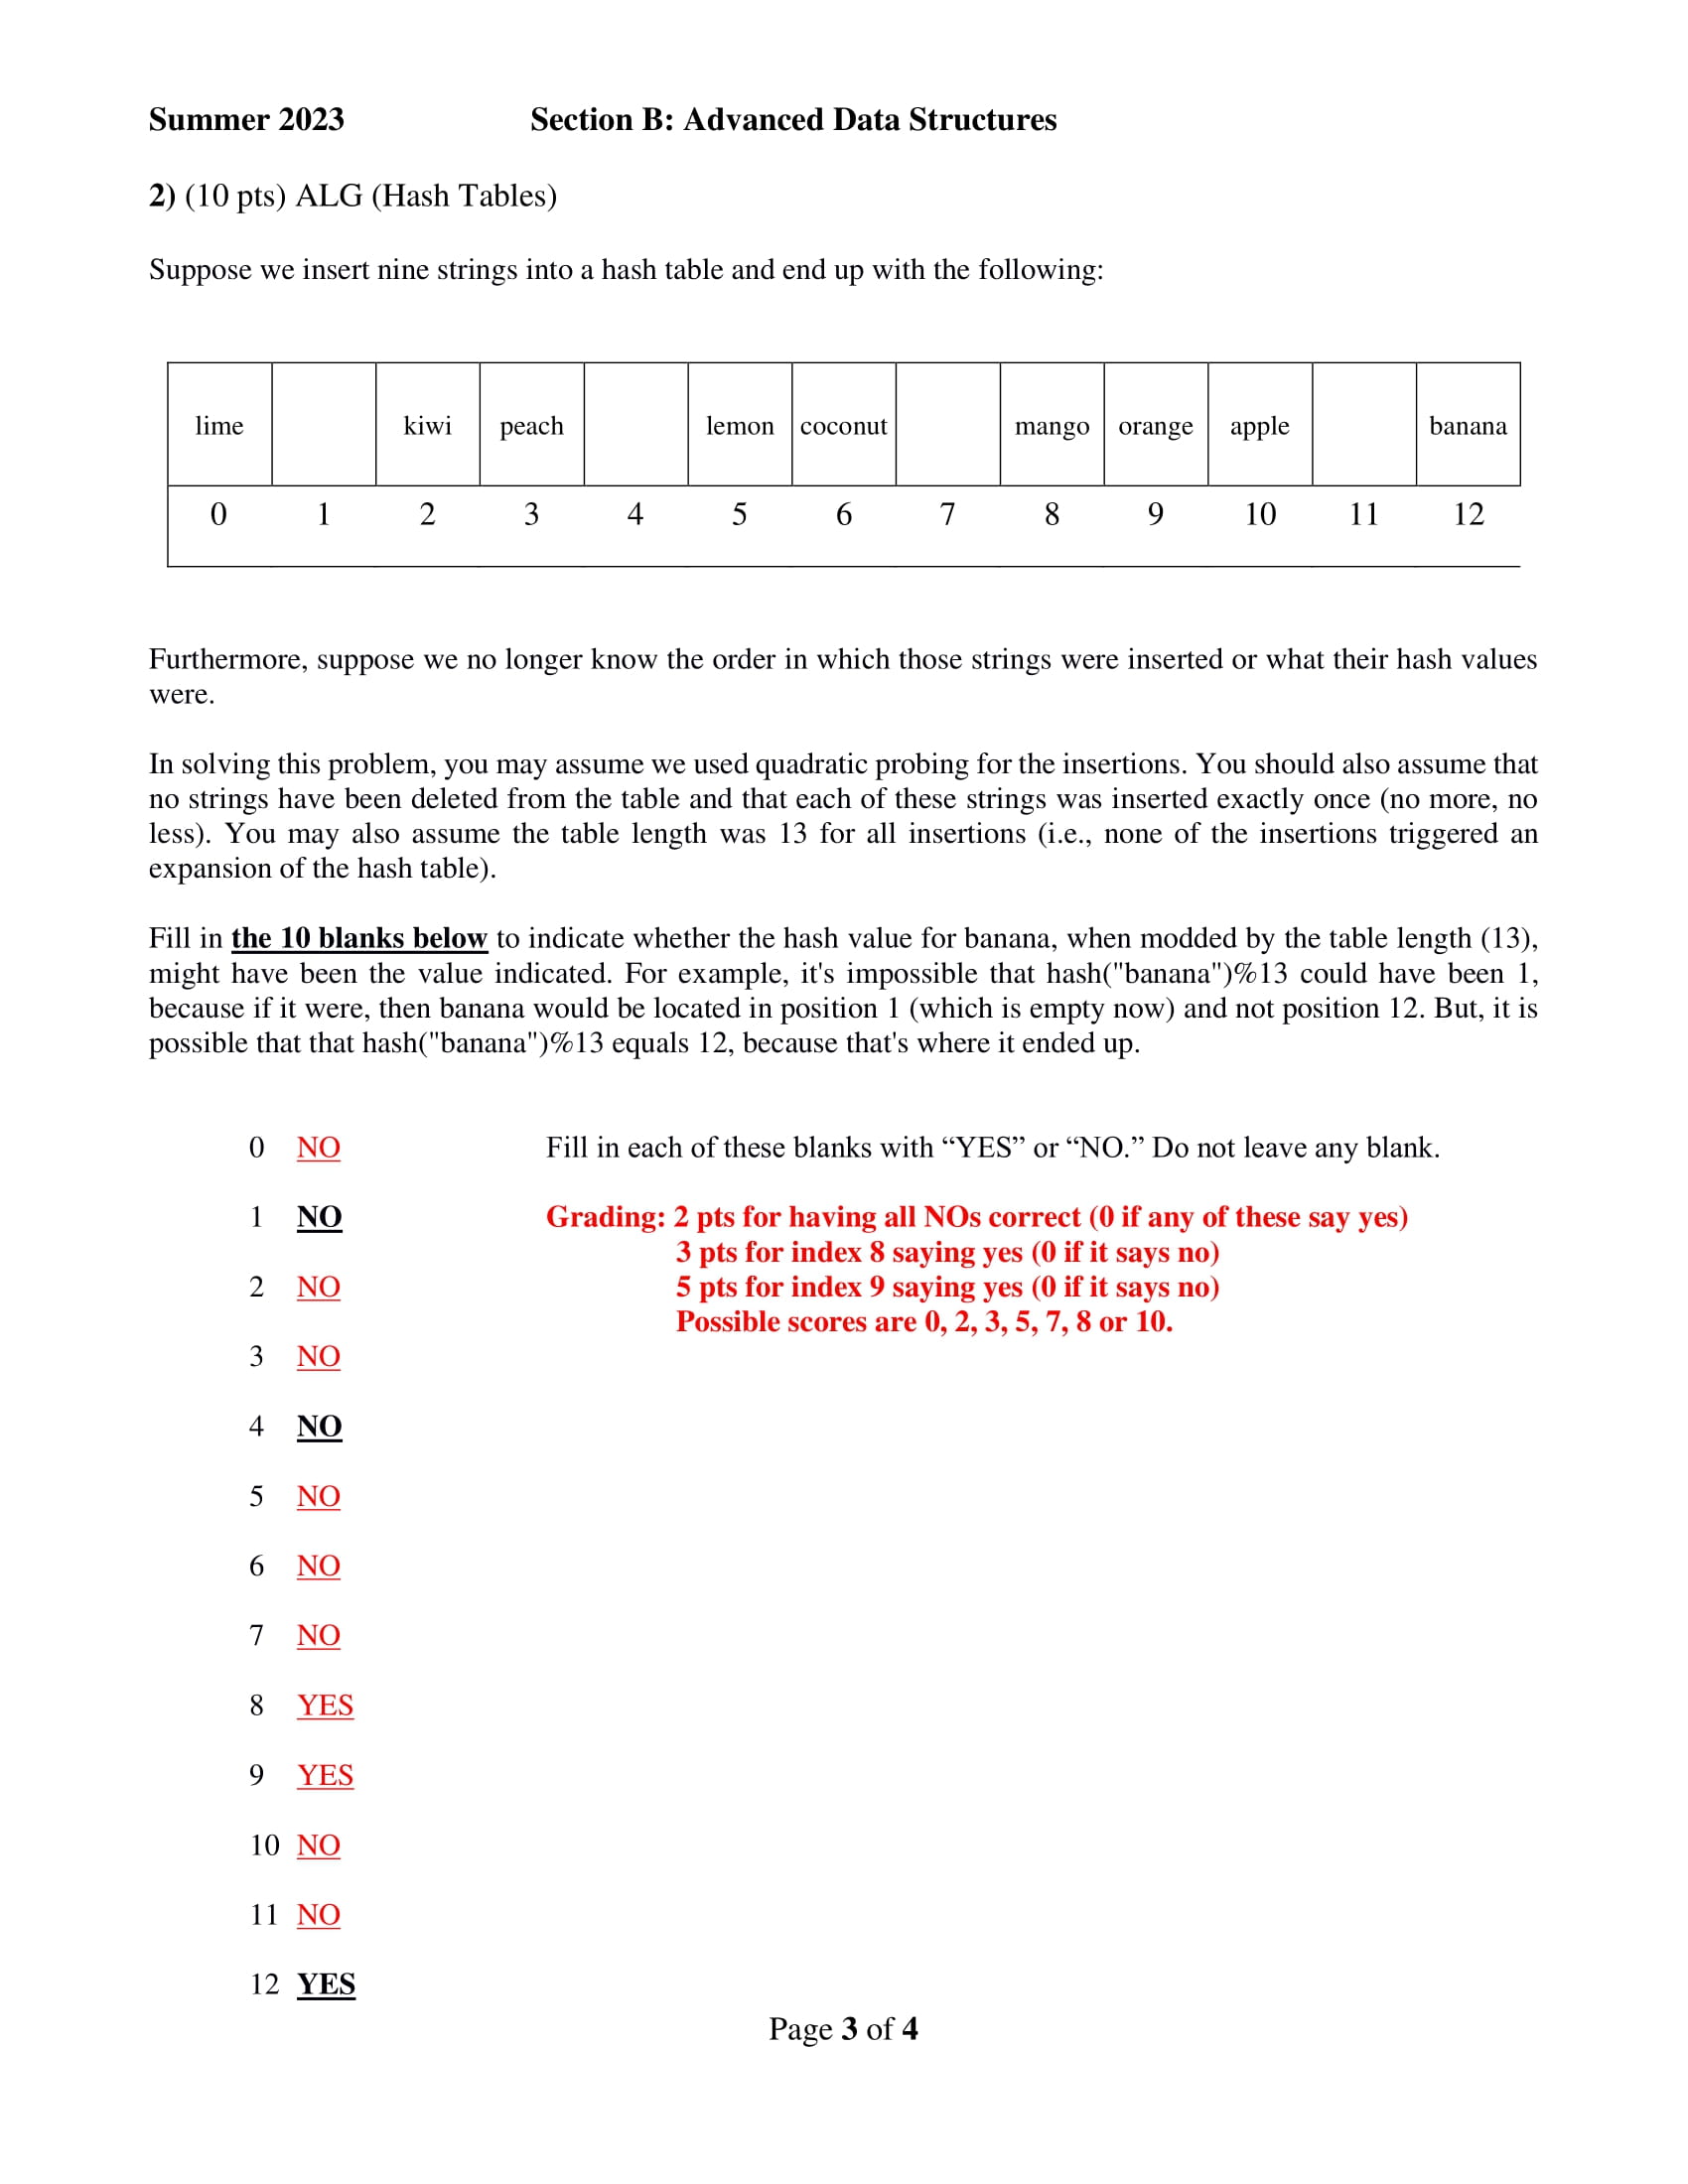 Summer 2023 Section B: Advanced Data Structures
2) (10 pts) ALG (Hash Tables)
Suppose we insert nine strings into a hash table and end up with the following:
lime kiwi peach lemon coconut mango orange apple banana
0 1 2 3 4 5 6 7 8 9 10 11 12
Furthermore, suppose we no longer know the order in which those strings were inserted or what their hash values
were.
In solving this problem, you may assume we used quadratic probing for the insertions. You should also assume that
no strings have been deleted from the table and that each of these strings was inserted exactly once (no more, no
less). You may also assume the table length was 13 for all insertions (i.e., none of the insertions triggered an
expansion of the hash table).
Fill in the 10 blanks below to indicate whether the hash value for banana, when modded by the table length (13),
might have been the value indicated. For example, it's impossible that hash("banana")%13 could have been 1,
because if it were, then banana would be located in position 1 (which is empty now) and not position 12. But, it is
possible that that hash("banana")%13 equals 12, because that's where it ended up.
0 NO Fill in each of these blanks with “YES” or “NO.” Do not leave any blank.
1 NO Grading: 2 pts for having all NOs correct (0 if any of these say yes)
3 pts for index 8 saying yes (0 if it says no)
2 NO 5 pts for index 9 saying yes (0 if it says no)
Possible scores are 0, 2, 3, 5, 7, 8 or 10.
3 NO
4 NO
5 NO
6 NO
7 NO
8 YES
9 YES
10 NO
11 NO
12 YES
Page 3 of 4